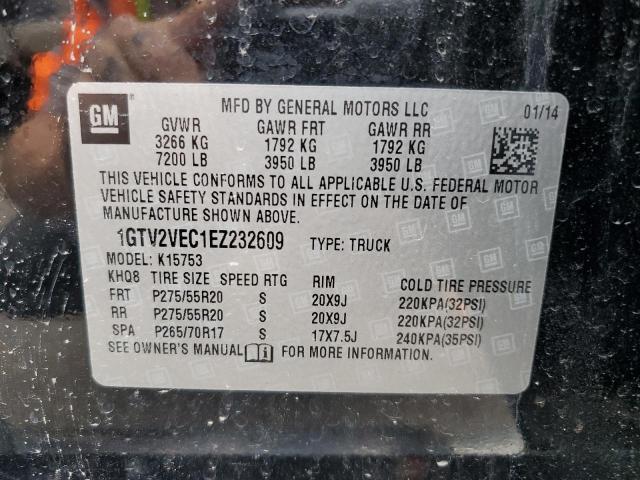 GM MFD BY GENERAL MOTORS LLC 01/14
GVWR GAWR FRT GAWR RR
3266 KG 1792 KG 1792 KG
7200 LB 3950 LB 3950 LB
THIS VEHICLE CONFORMS TO ALL APPLICABLE U.S. FEDERAL MOTOR
VEHICLE SAFETY STANDARDS IN EFFECT ON THE DATE OF
MANUFACTURE SHOWN ABOVE.
1GTV2VEC1EZ232609 TYPE: TRUCK
MODEL: K15753
KHQ8 TIRE SIZE SPEED RTG RIM COLD TIRE PRESSURE
FRT P275/55R20 S 20X9J 220KPA(32PSI)
RR P275/55R20 S 20X9J 220KPA(32PSI)
SPA P265/70R17 S 17X7.5J 240KPA(35PSI)
SEE OWNER'S MANUAL FOR MORE INFORMATION.